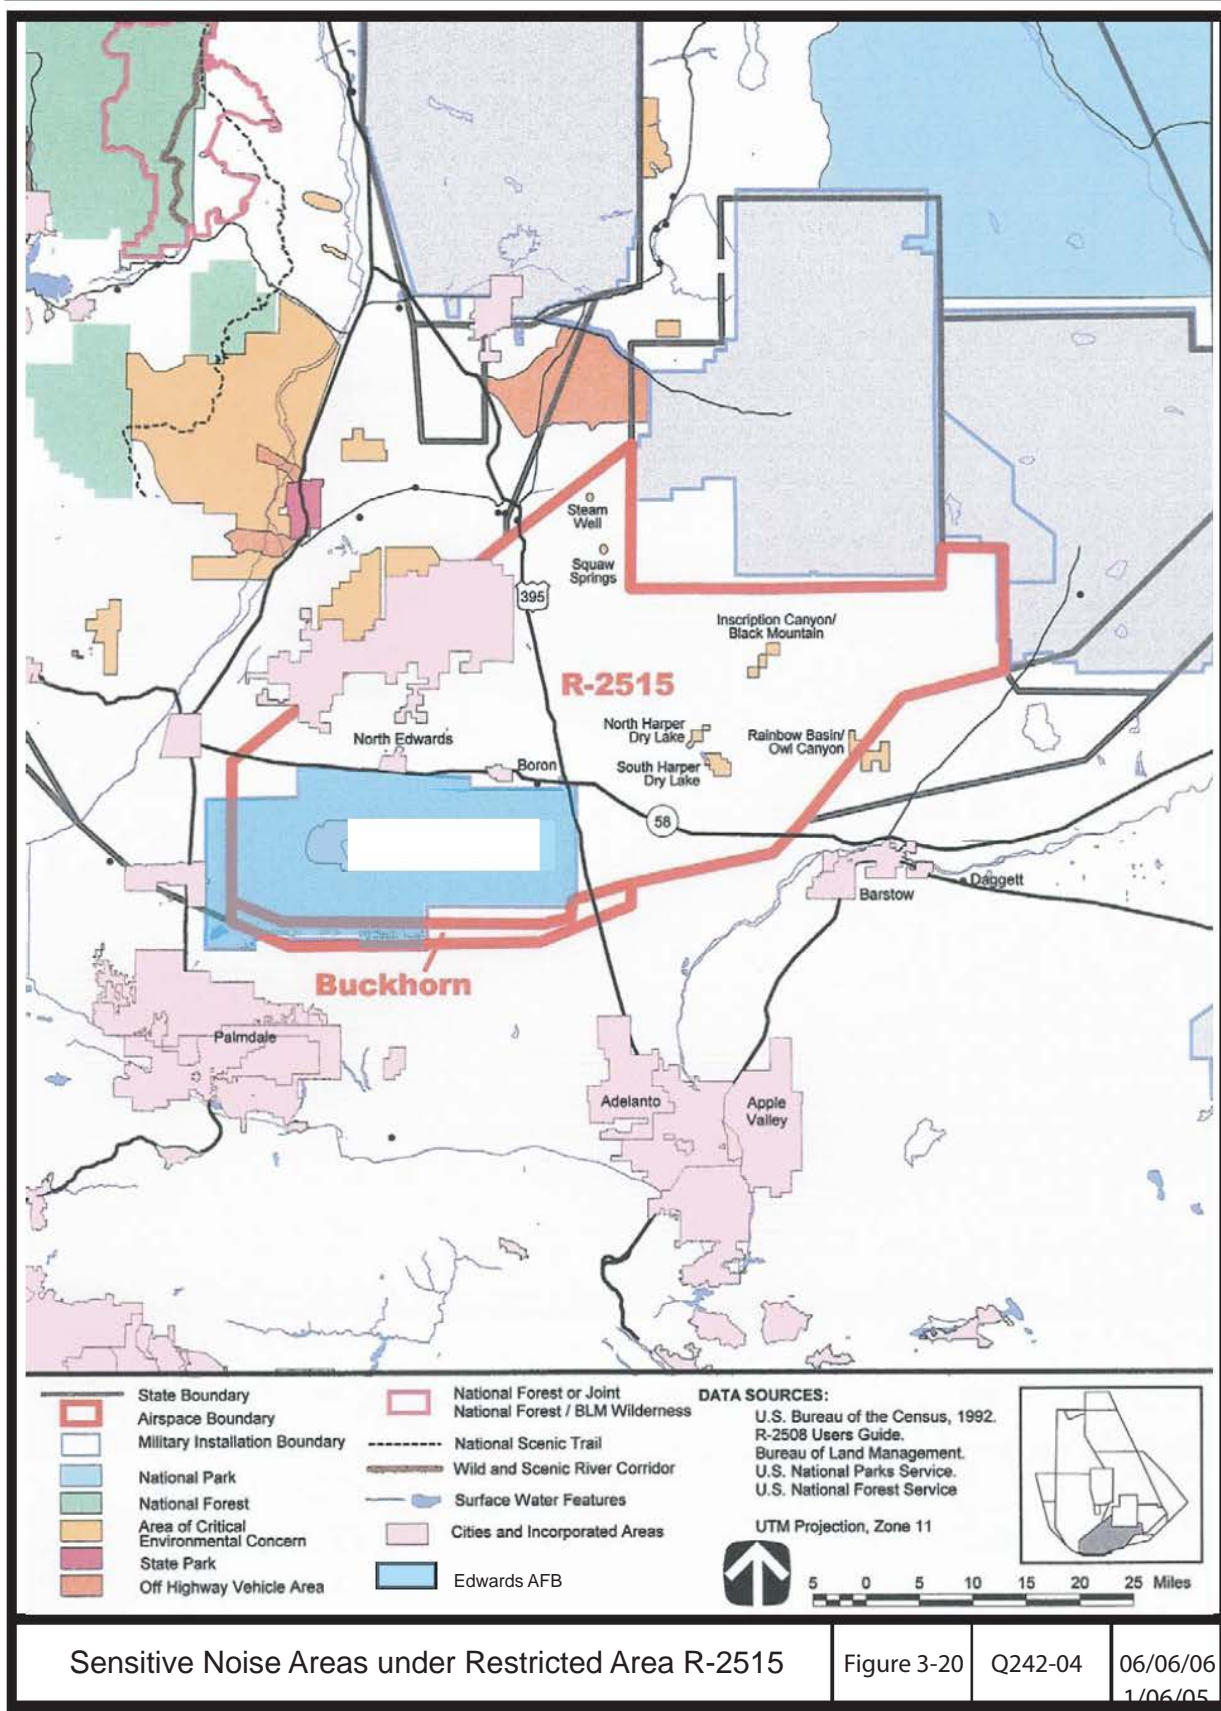 Steam
Well
Squaw
Springs
395
Inscription Canyon/
Black Mountain
R-2515
North Harper
Dry Lake
Rainbow Basin/
Owl Canyon
North Edwards
South Harper
Dry Lake
Boron
58
Daggett
Barstow
Buckhorn
Palmdale
Adelanto
Apple
Valley
State Boundary
Airspace Boundary
Military Installation Boundary
National Park
National Forest
Area of Critical
Environmental Concern
State Park
Off Highway Vehicle Area
National Forest or Joint
National Forest / BLM Wilderness
National Scenic Trail
Wild and Scenic River Corridor
Surface Water Features
Cities and Incorporated Areas
Edwards AFB
DATA SOURCES:
U.S. Bureau of the Census, 1992.
R-2508 Users Guide.
Bureau of Land Management.
U.S. National Parks Service.
U.S. National Forest Service
UTM Projection, Zone 11
5 0 5 10 15 20 25 Miles
Sensitive Noise Areas under Restricted Area R-2515
Figure 3-20
Q242-04
06/06/06
1/06/05